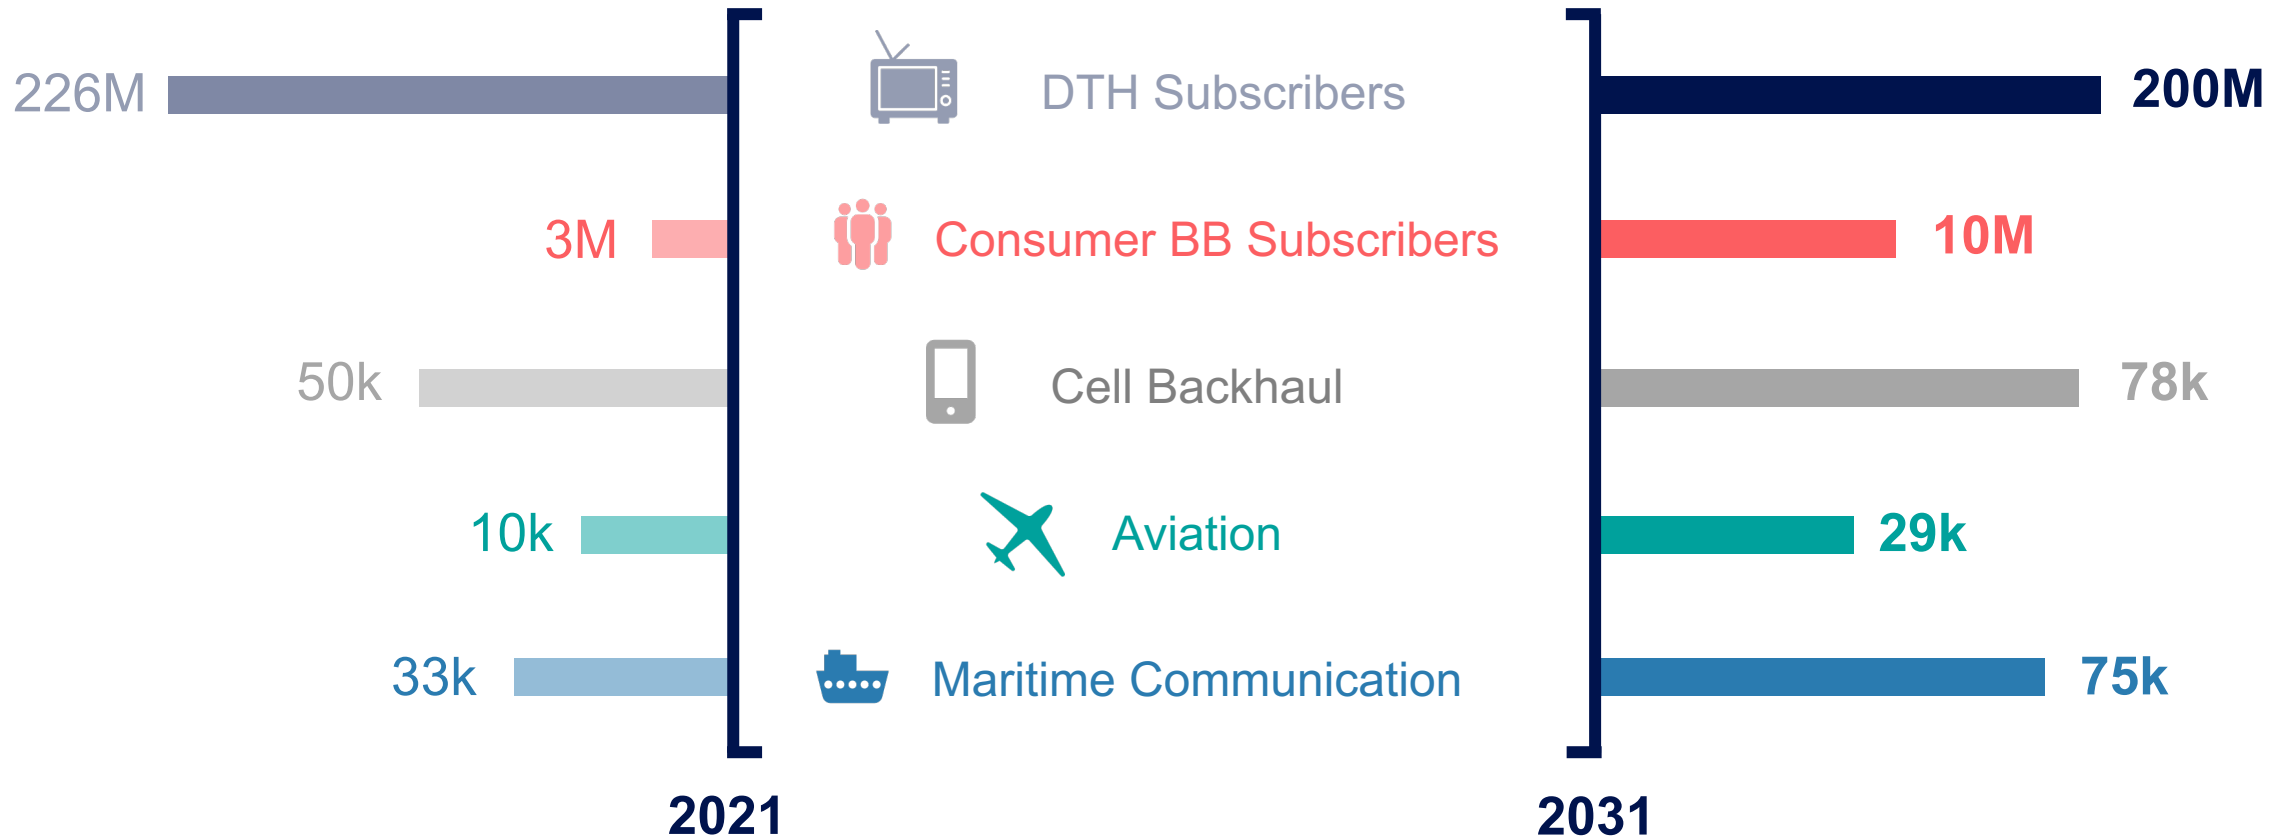 226M DTH Subscribers 200M
3M Consumer BB Subscribers 10M
50k Cell Backhaul 78k
10k Aviation 29k
33k Maritime Communication 75k
2021 2031